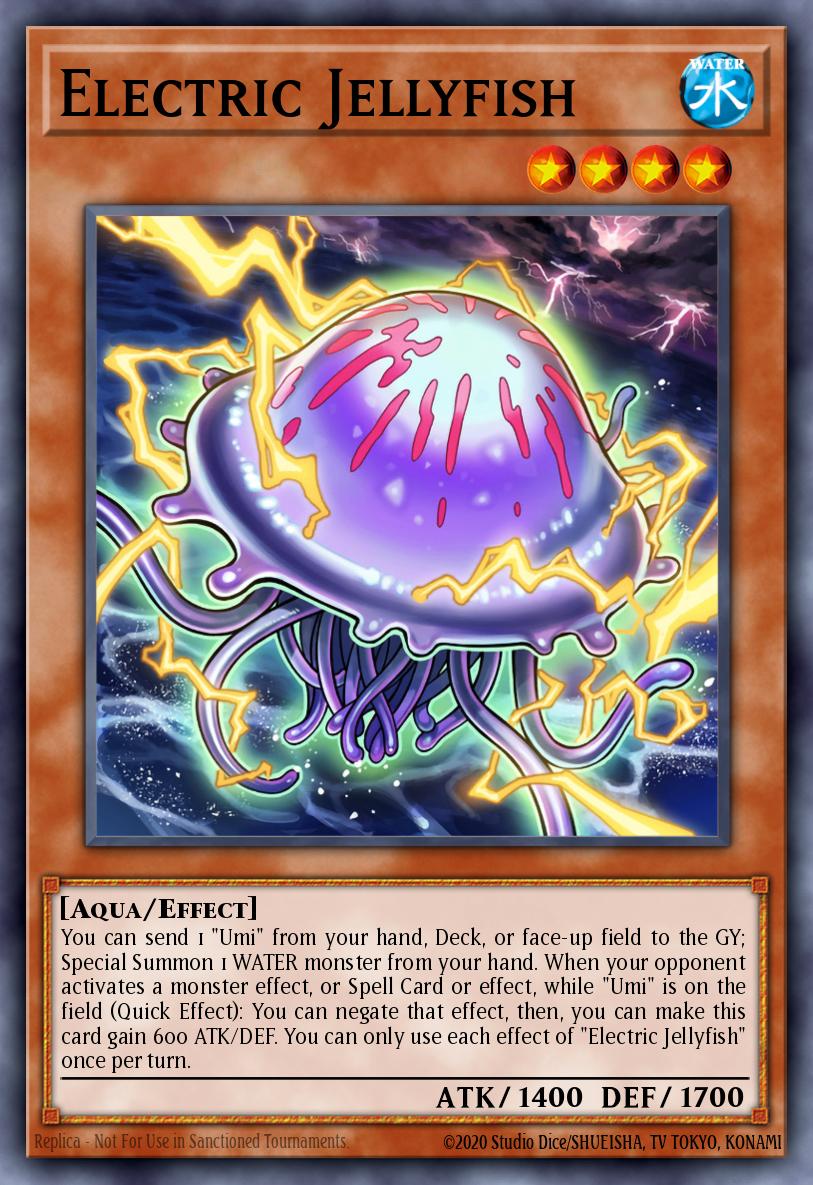 Electric Jellyfish
WATER
水
[Aqua/Effect]
You can send 1 "Umi" from your hand, Deck, or face-up field to the GY;
Special Summon 1 WATER monster from your hand. When your opponent
activates a monster effect, or Spell Card or effect, while "Umi" is on the
field (Quick Effect): You can negate that effect, then, you can make this
card gain 600 ATK/DEF. You can only use each effect of "Electric Jellyfish"
once per turn.
ATK/ 1400 DEF/ 1700
Replica - Not For Use in Sanctioned Tournaments.
©2020 Studio Dice/SHUEISHA, TV TOKYO, KONAMI